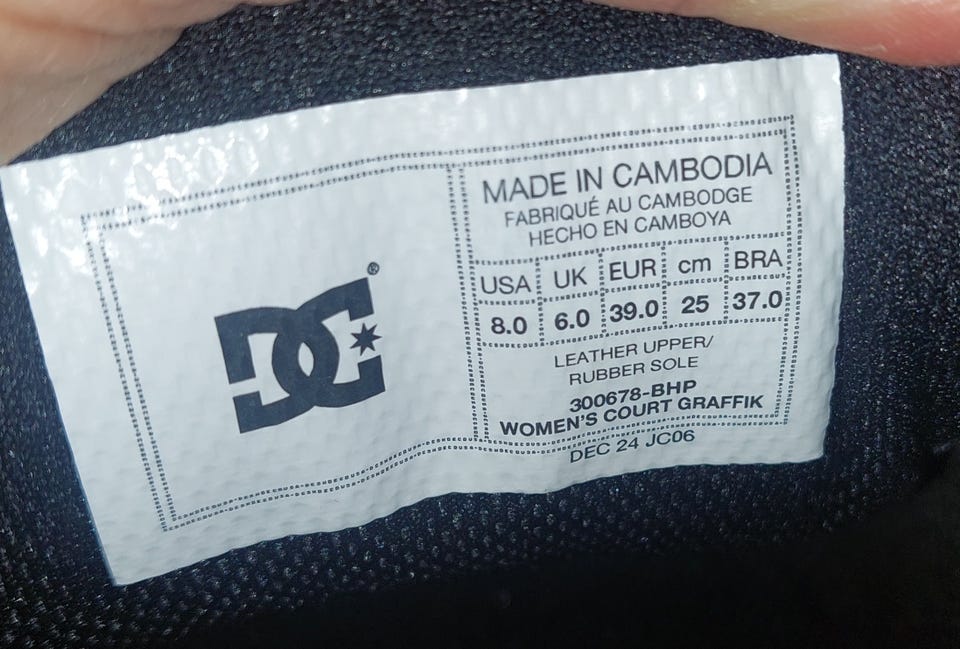 DC®
MADE IN CAMBODIA
FABRIQUÉ AU CAMBODGE
HECHO EN CAMBOYA
USA UK EUR cm BRA
8.0 6.0 39.0 25 37.0
LEATHER UPPER/
RUBBER SOLE
300678-BHP
WOMEN'S COURT GRAFFIK
DEC 24 JC06